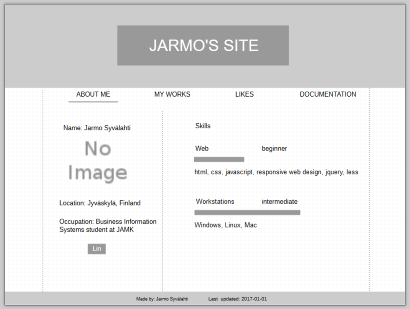 JARMO'S SITE
ABOUT ME MY WORKS LIKES DOCUMENTATION
Name: Jarmo Syvälahti
No
Image
Location: Jyväskylä, Finland
Occupation: Business Information
Systems student at JAMK
Lin
Skills
Web beginner
html, css, javascript, responsive web design, jquery, less
Workstations intermediate
Windows, Linux, Mac
Made by: Jarmo Syvälahti Last updated: 2017-01-01